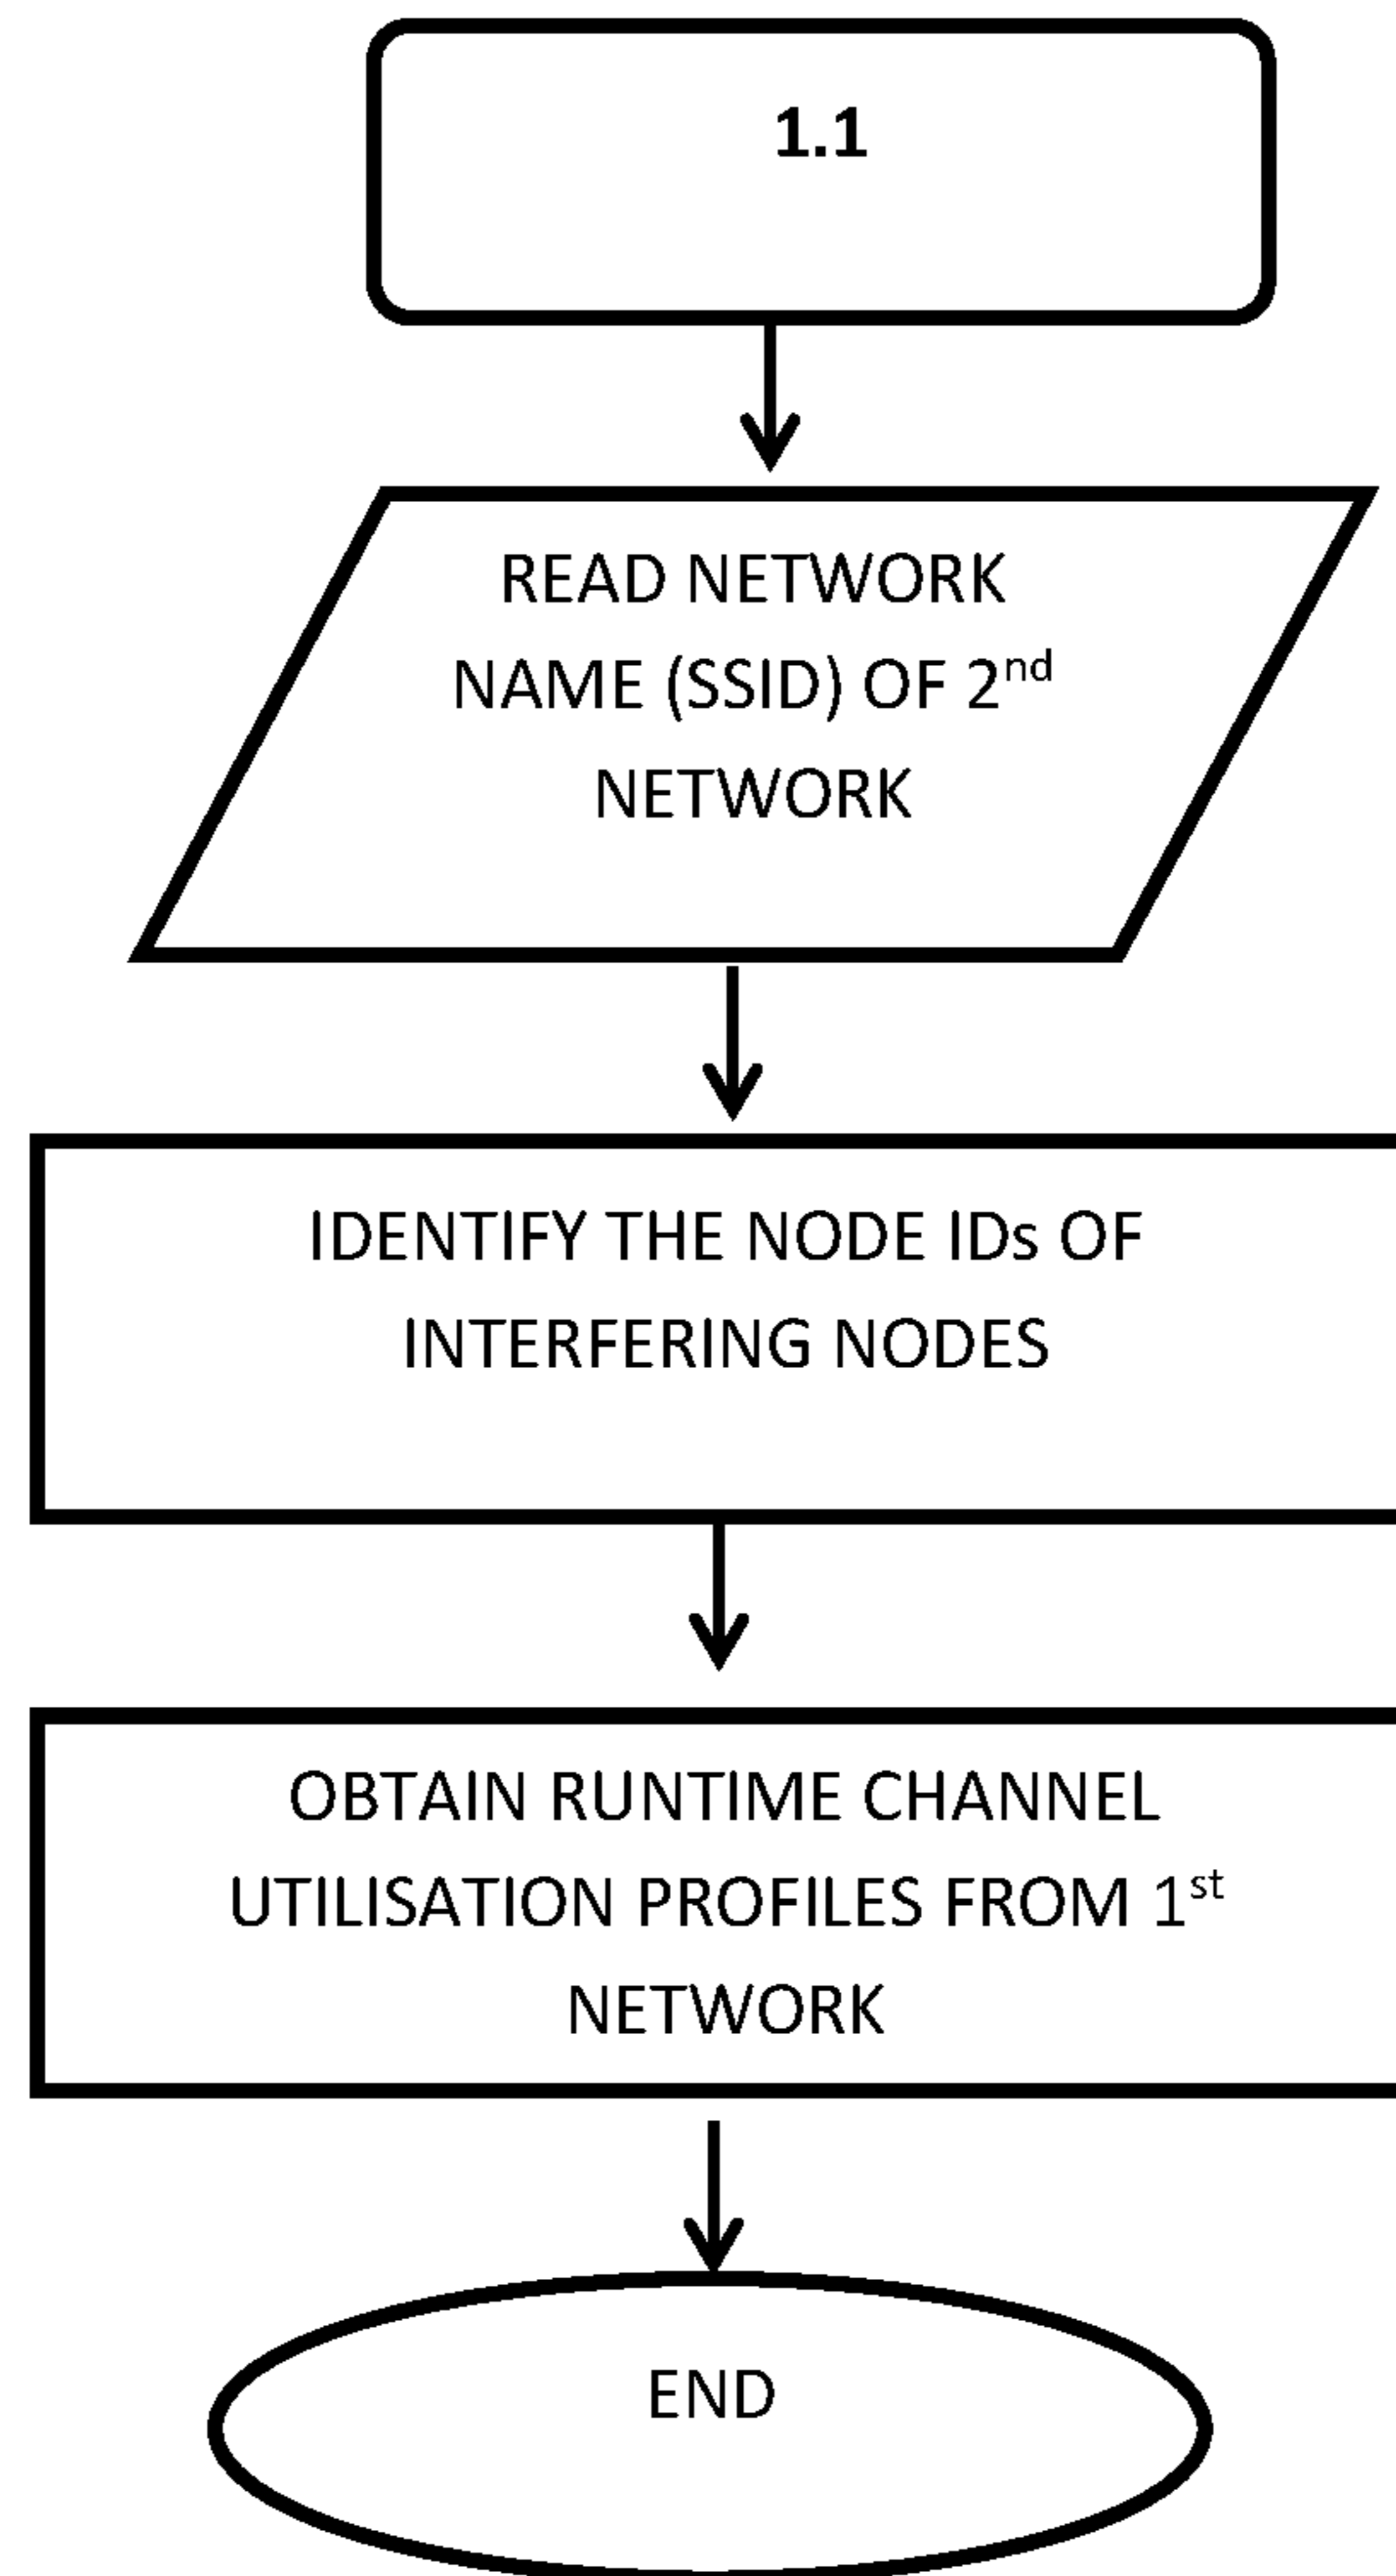 1.1
READ NETWORK
NAME (SSID) OF 2nd
NETWORK
IDENTIFY THE NODE IDs OF
INTERFERING NODES
OBTAIN RUNTIME CHANNEL
UTILISATION PROFILES FROM 1st
NETWORK
END